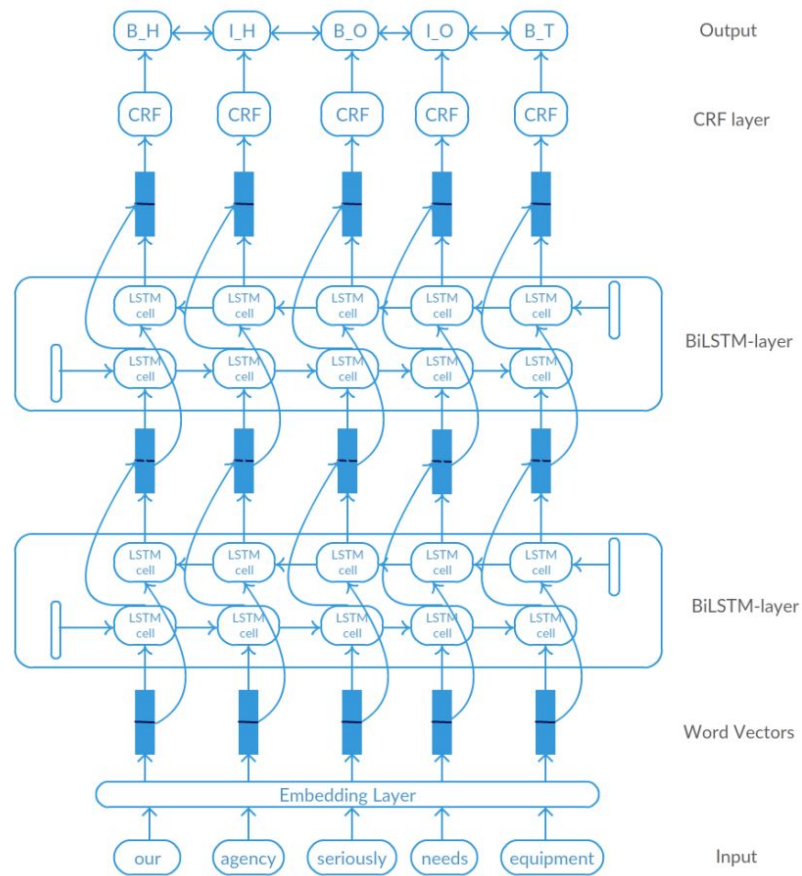 B_H I_H B_O I_O B_T Output
CRF CRF CRF CRF CRF CRF layer
LSTM cell LSTM cell LSTM cell LSTM cell LSTM cell
BiLSTM-layer
LSTM cell LSTM cell LSTM cell LSTM cell LSTM cell
LSTM cell LSTM cell LSTM cell LSTM cell LSTM cell
BiLSTM-layer
LSTM cell LSTM cell LSTM cell LSTM cell LSTM cell
Word Vectors
Embedding Layer
our agency seriously needs equipment Input